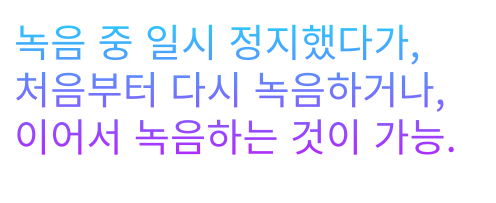 녹음 중 일시 정지했다가,
처음부터 다시 녹음하거나,
이어서 녹음하는 것이 가능.